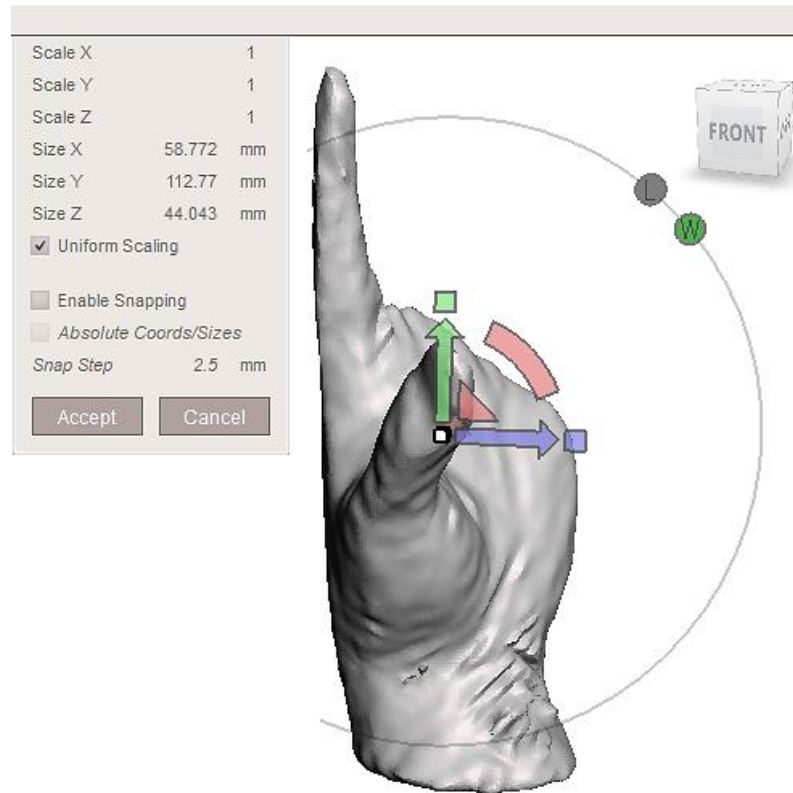 Scale X 1
Scale Y 1
Scale Z 1
Size X 58.772 mm
Size Y 112.77 mm
Size Z 44.043 mm
Uniform Scaling
Enable Snapping
Absolute Coords/Sizes
Snap Step 2.5 mm
Accept Cancel
FRONT
L
W